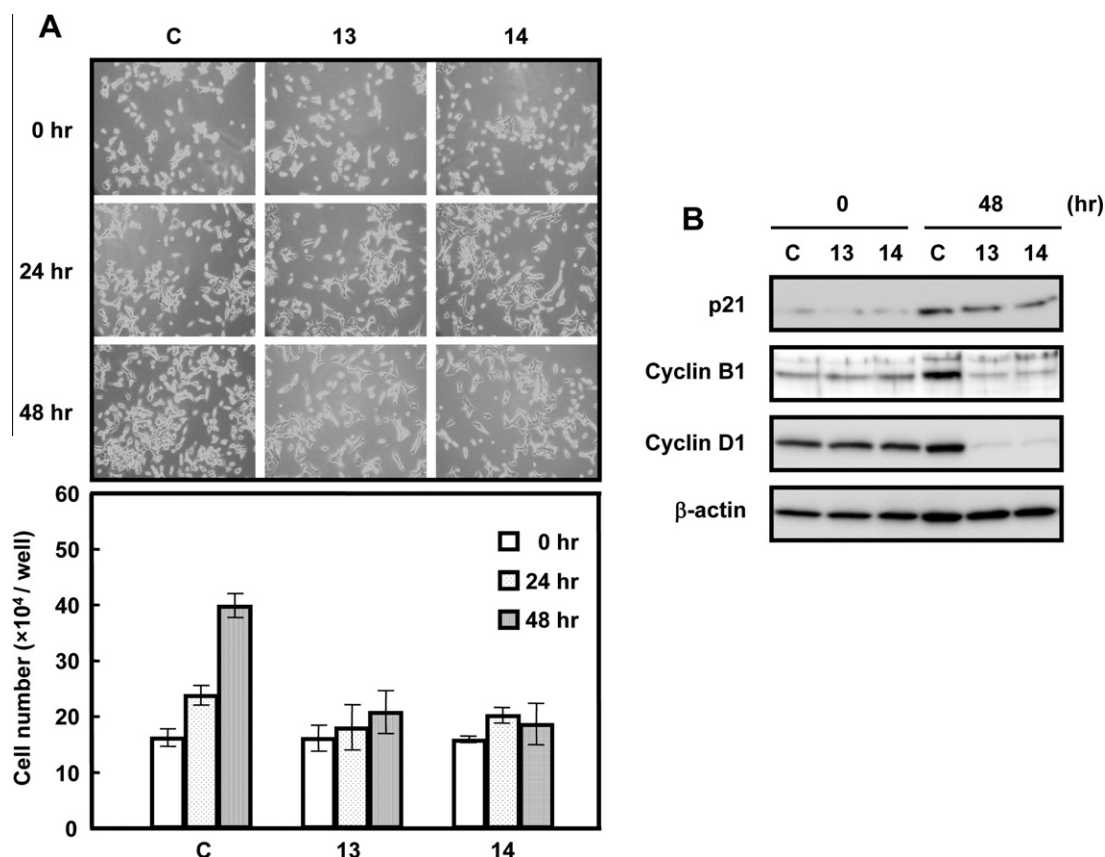 A
C 13 14
0 hr
24 hr
48 hr
60
50
40
30
20
10
0
Cell number (×10⁴ / well)
0 hr
24 hr
48 hr
C 13 14
B
0 48 (hr)
C 13 14 C 13 14
p21
Cyclin B1
Cyclin D1
β-actin